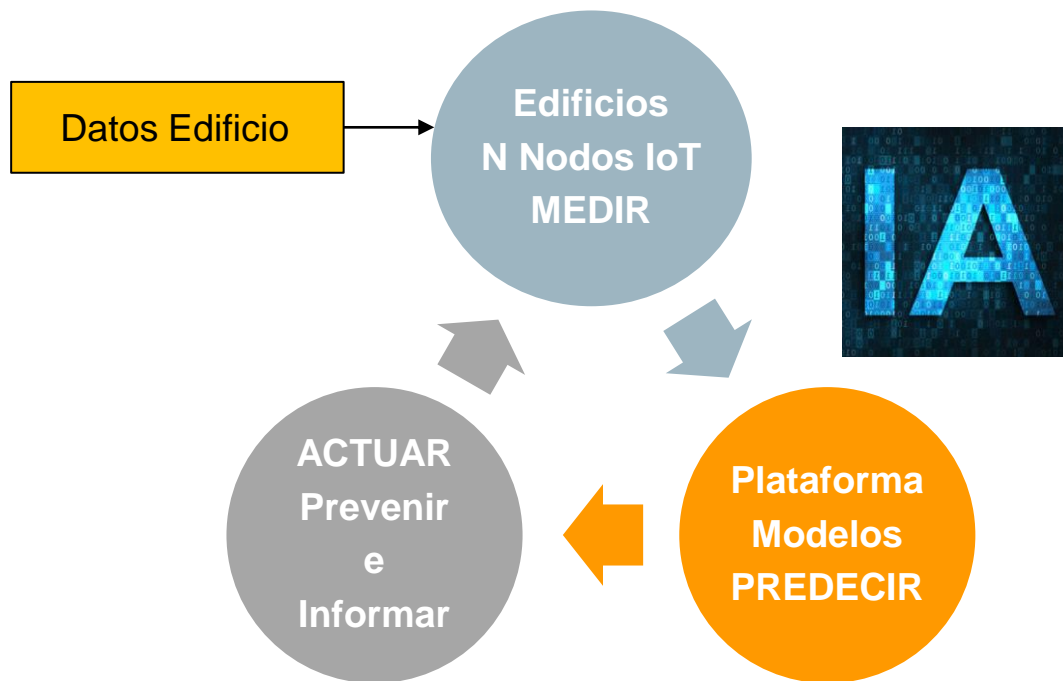 Datos Edificio
Edificios
N Nodos IoT
MEDIR
IA
ACTUAR
Prevenir
e
Informar
Plataforma
Modelos
PREDECIR